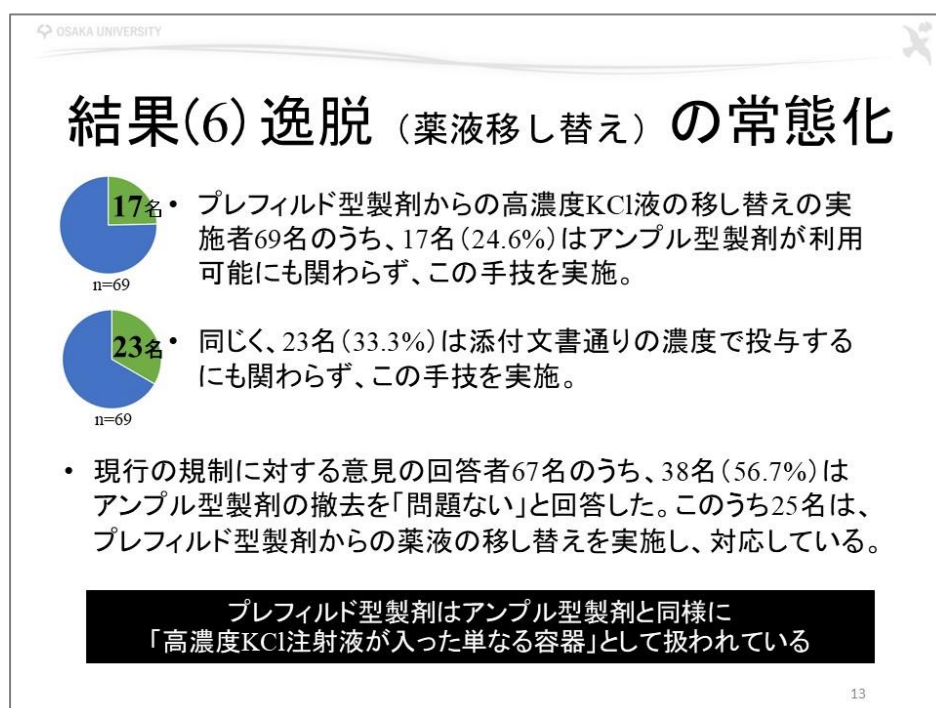 OSAKA UNIVERSITY
結果(6) 逸脱 （薬液移し替え） の常態化
17名
n=69
• プレフィルド型製剤からの高濃度KCl液の移し替えの実
施者69名のうち、17名（24.6%）はアンプル型製剤が利用
可能にも関わらず、この手技を実施。
23名
n=69
• 同じく、23名（33.3%）は添付文書通りの濃度で投与する
にも関わらず、この手技を実施。
• 現行の規制に対する意見の回答者67名のうち、38名（56.7%）は
アンプル型製剤の撤去を「問題ない」と回答した。このうち25名は、
プレフィルド型製剤からの薬液の移し替えを実施し、対応している。
プレフィルド型製剤はアンプル型製剤と同様に
「高濃度KCl注射液が入った単なる容器」として扱われている
13